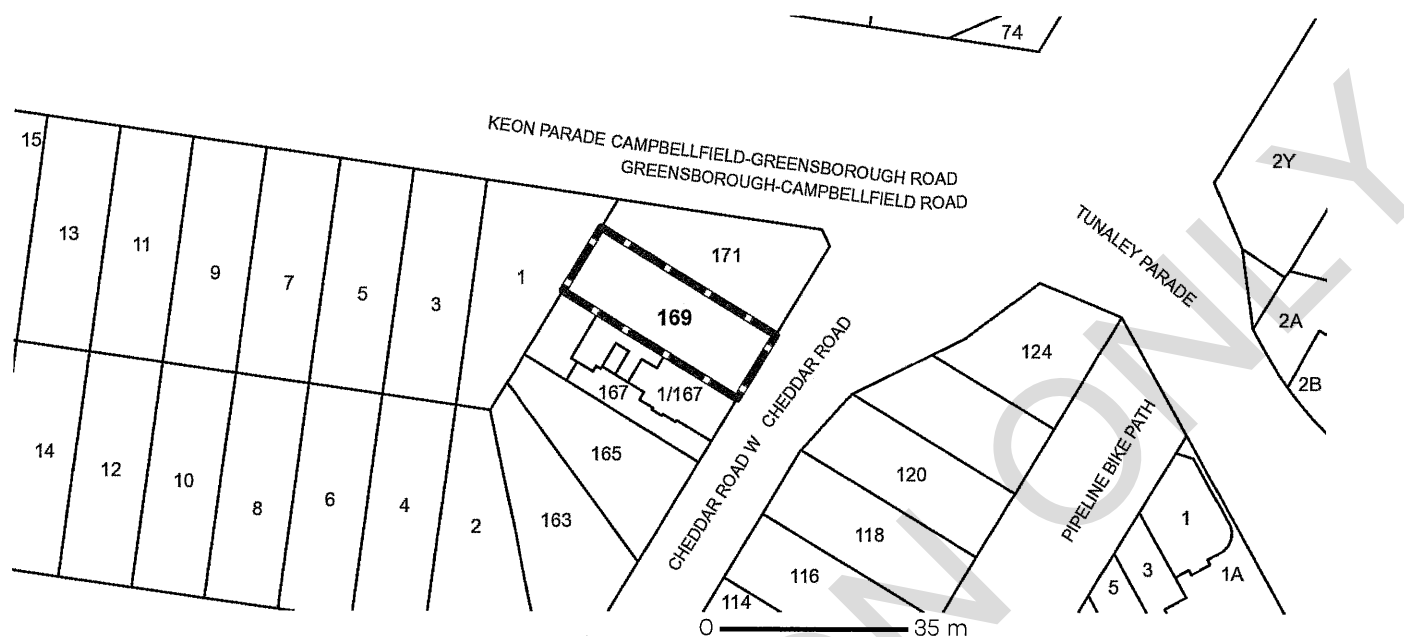 74
KEON PARADE CAMPBELLFIELD-GREENSBOROUGH ROAD
GREENSBOROUGH-CAMPBELLFIELD ROAD
15
13
11
9
7
5
3
1
171
169
167
1/167
165
163
14
12
10
8
6
4
2
CHEDDAR ROAD W CHEDDAR ROAD
TUNALEY PARADE
2Y
2A
2B
124
120
118
116
114
PIPELINE BIKE PATH
1
3
5
1A
0 35 m
ON ONLY